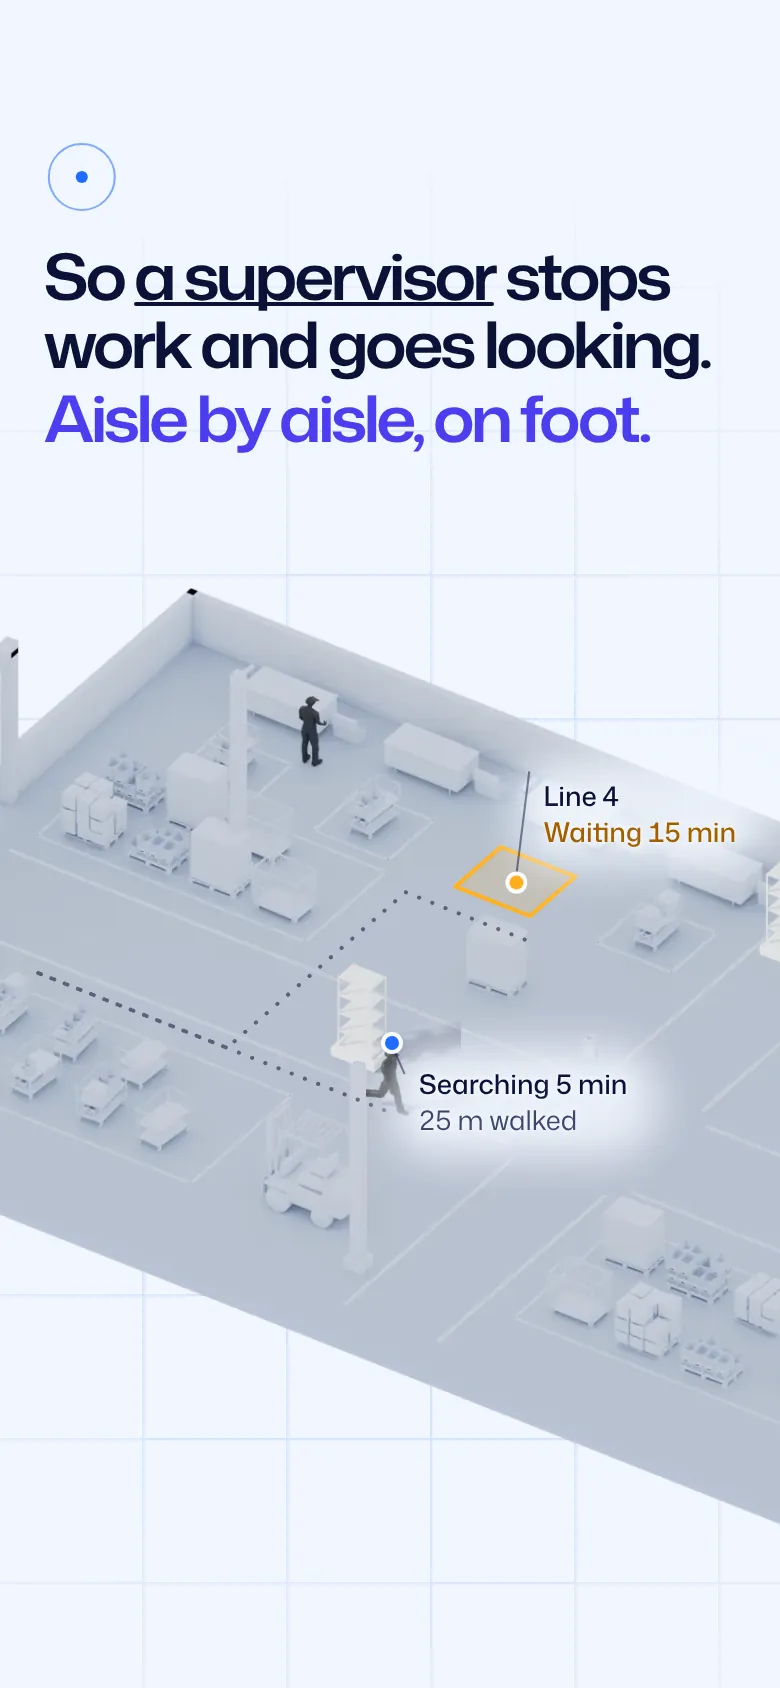 So a supervisor stops
work and goes looking.
Aisle by aisle, on foot.
Line 4
Waiting 15 min
Searching 5 min
25 m walked